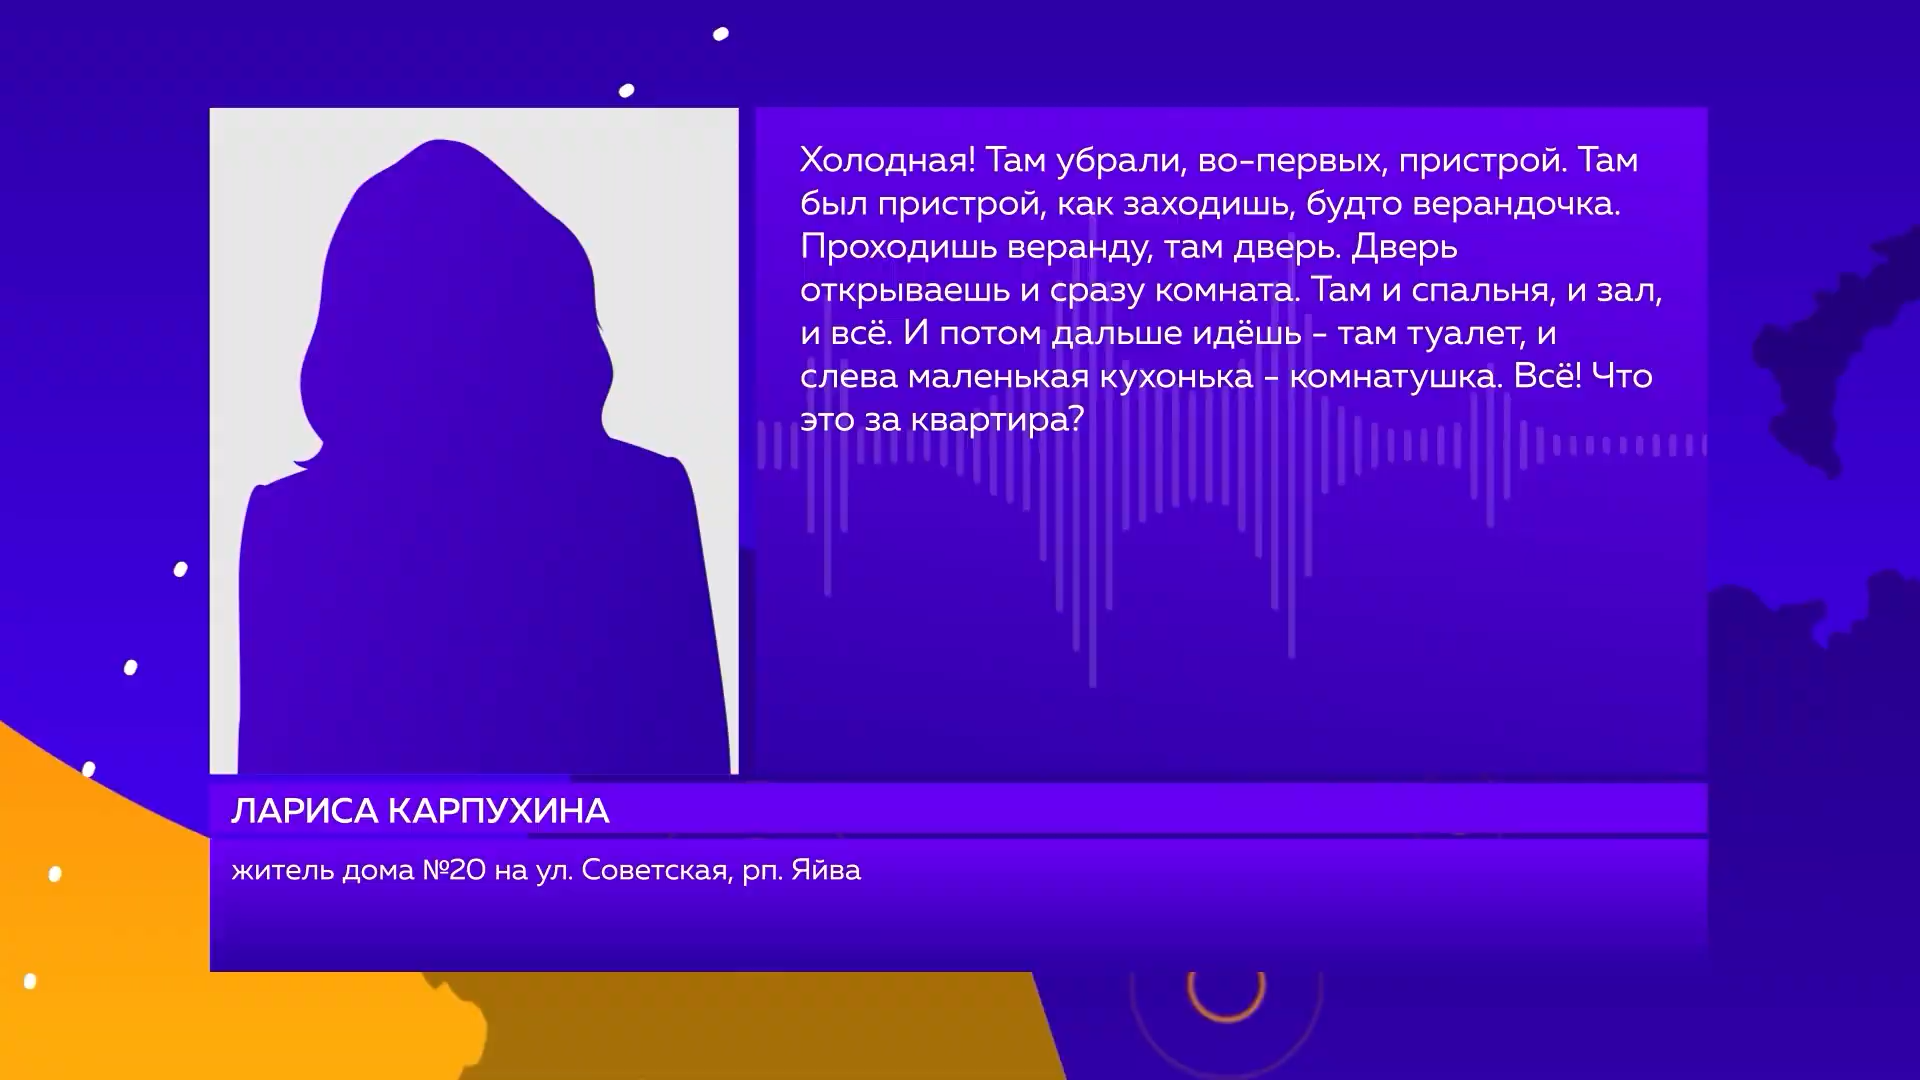 Холодная! Там убрали, во-первых, пристрой. Там
был пристрой, как заходишь, будто верандочка.
Проходишь веранду, там дверь. Дверь
открываешь и сразу комната. Там и спальня, и зал,
и всё. И потом дальше идёшь - там туалет, и
слева маленькая кухонька - комнатушка. Всё! Что
это за квартира?
ЛАРИСА КАРПУХИНА
житель дома №20 на ул. Советская, рп. Яйва